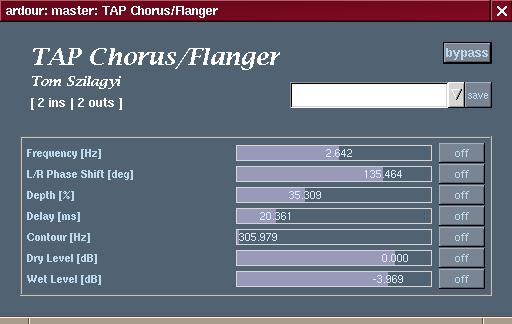 ardour: master: TAP Chorus/Flanger
TAP Chorus/Flanger
bypass
Tom Szilagyi
[ 2 ins | 2 outs ]
save
Frequency [Hz] 2.642 off
L/R Phase Shift [deg] 135.464 off
Depth [%] 35.309 off
Delay [ms] 20.361 off
Contour [Hz] 305.979 off
Dry Level [dB] 0.000 off
Wet Level [dB] -3.969 off